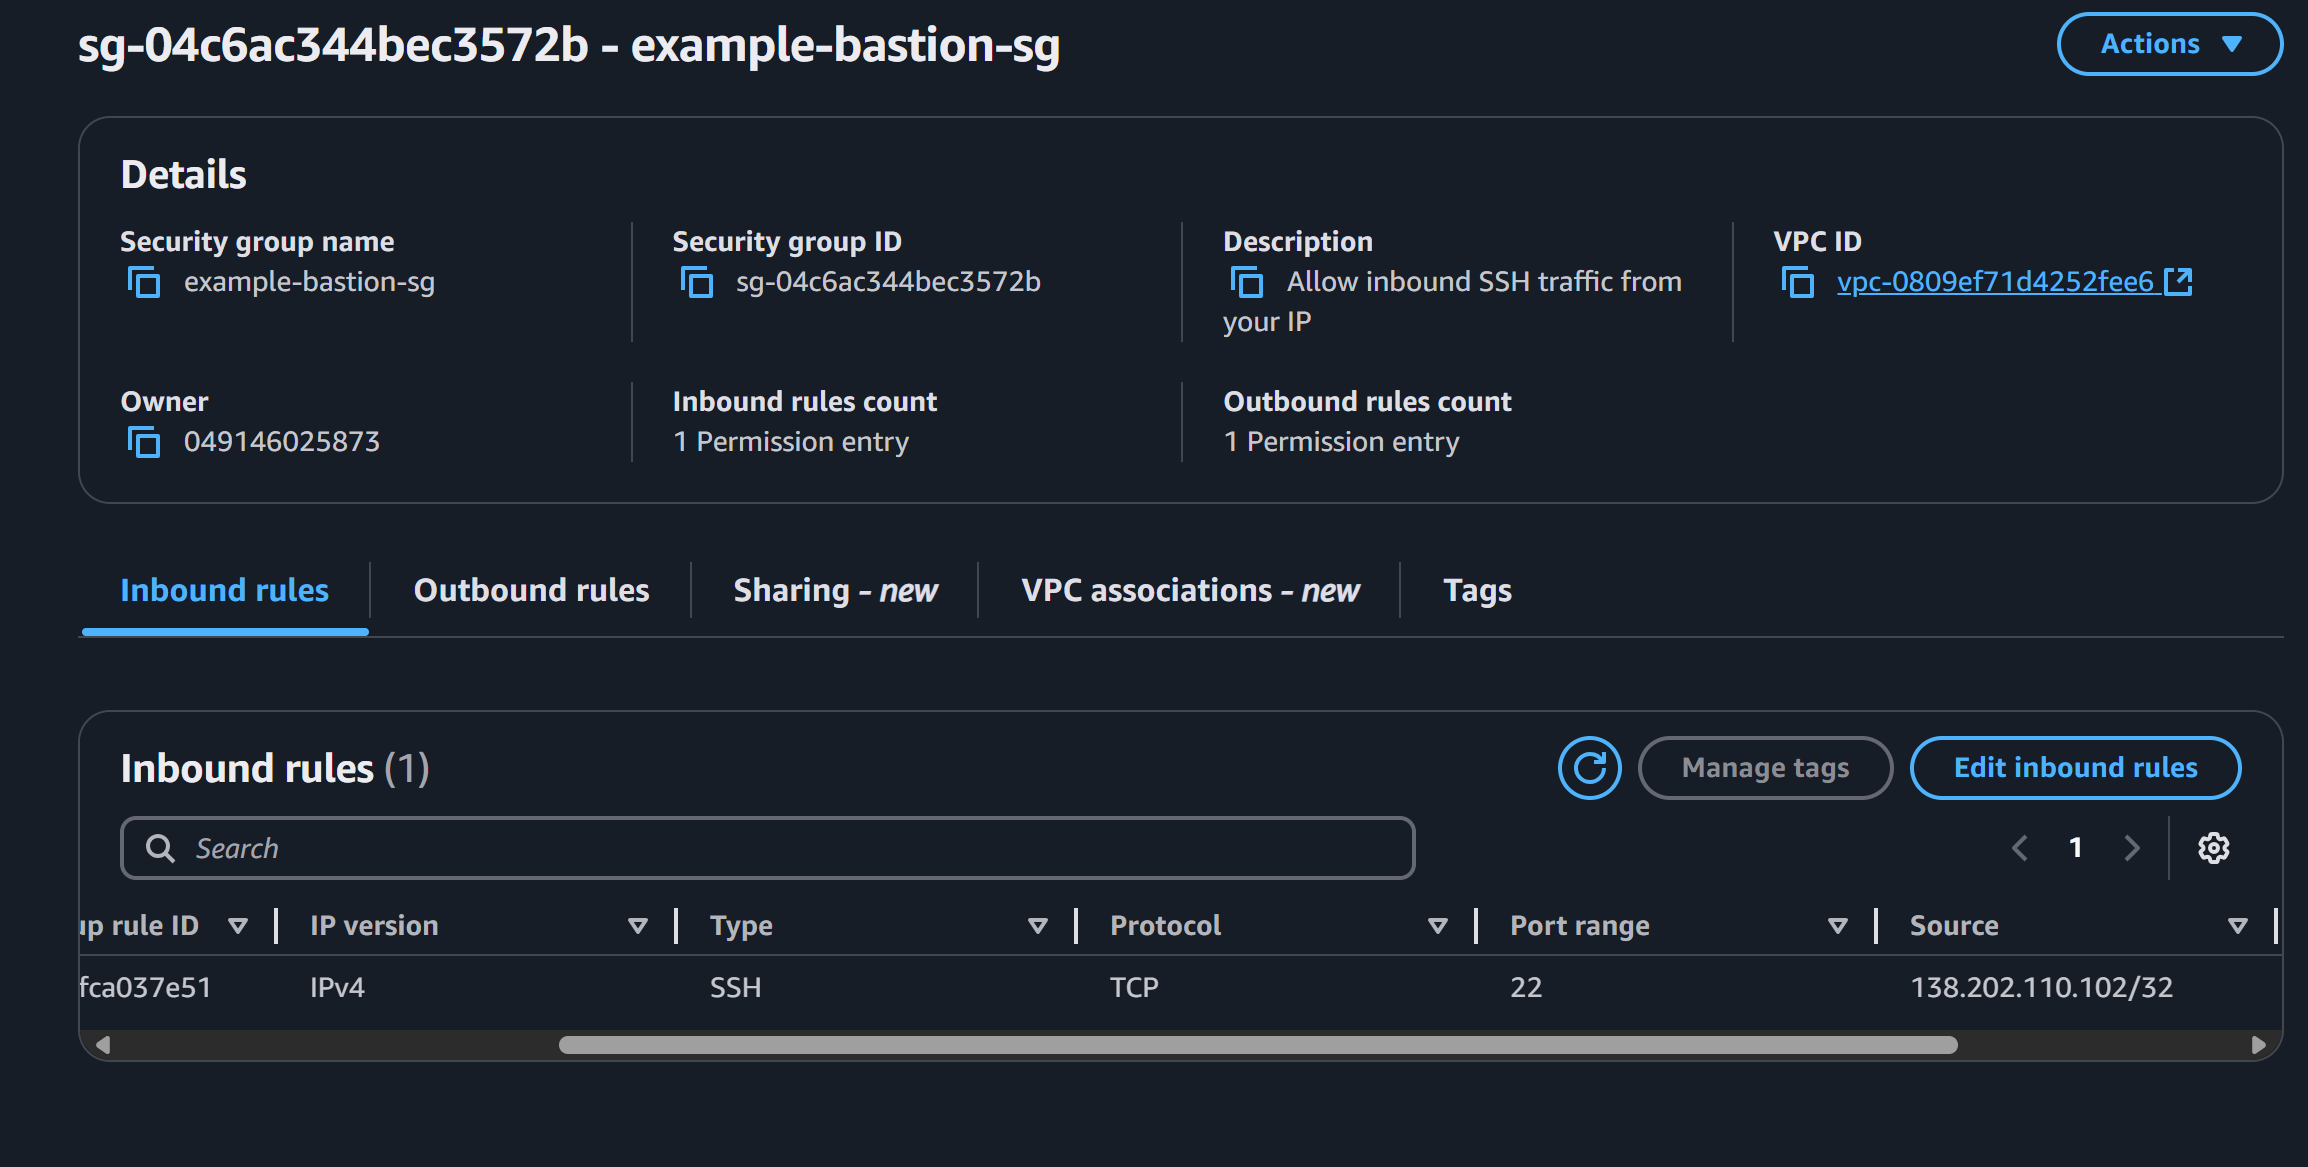 sg-04c6ac344bec3572b - example-bastion-sg
Actions
Details
Security group name
example-bastion-sg
Security group ID
sg-04c6ac344bec3572b
Description
Allow inbound SSH traffic from
your IP
VPC ID
vpc-0809ef71d4252fee6
Owner
049146025873
Inbound rules count
1 Permission entry
Outbound rules count
1 Permission entry
Inbound rules
Outbound rules
Sharing - new
VPC associations - new
Tags
Inbound rules (1)
Manage tags
Edit inbound rules
Search
1
up rule ID
IP version
Type
Protocol
Port range
Source
fca037e51
IPv4
SSH
TCP
22
138.202.110.102/32